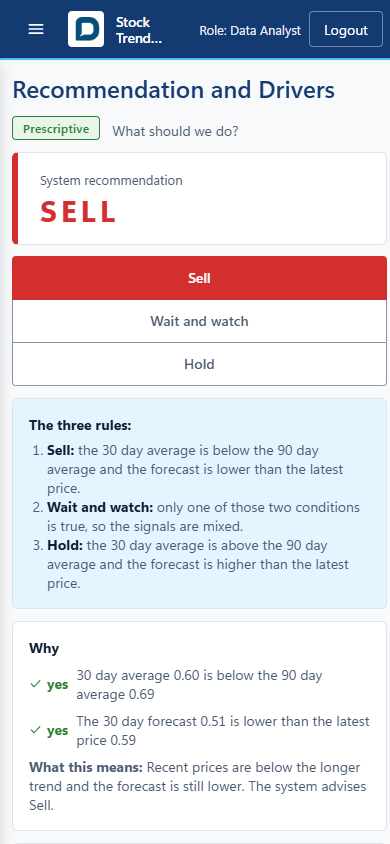 Stock
Trend...
Role: Data Analyst
Logout
Recommendation and Drivers
Prescriptive
What should we do?
System recommendation
SELL
Sell
Wait and watch
Hold
The three rules:
1. Sell: the 30 day average is below the 90 day
average and the forecast is lower than the latest
price.
2. Wait and watch: only one of those two conditions
is true, so the signals are mixed.
3. Hold: the 30 day average is above the 90 day
average and the forecast is higher than the latest
price.
Why
yes 30 day average 0.60 is below the 90 day
average 0.69
yes The 30 day forecast 0.51 is lower than the latest
price 0.59
What this means: Recent prices are below the longer
trend and the forecast is still lower. The system advises
Sell.